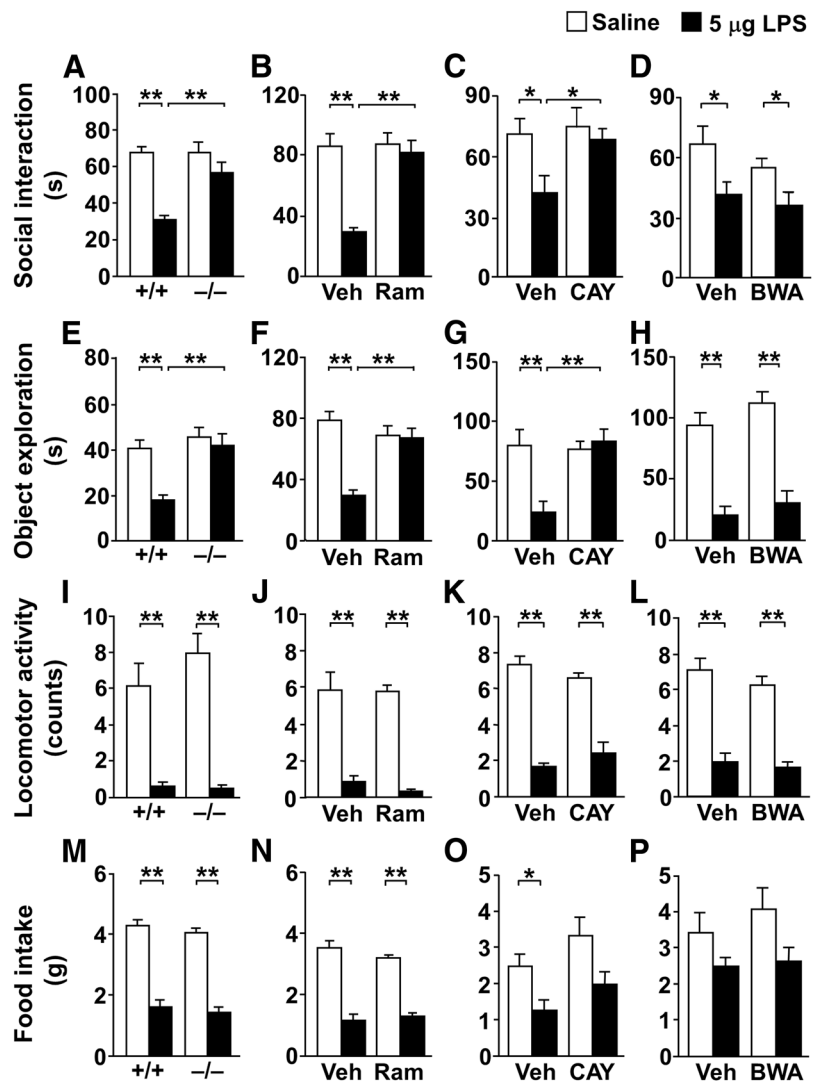 Saline 5 μg LPS
A B C D
Social interaction
(s)
100 80 60 40 20 0
** **
+/+ –/–
120 80 40 0
** **
Veh Ram
90 60 30 0
* *
Veh CAY
90 60 30 0
* *
Veh BWA
E F G H
Object exploration
(s)
80 60 40 20 0
** **
+/+ –/–
120 80 40 0
** **
Veh Ram
150 100 50 0
** **
Veh CAY
150 100 50 0
** **
Veh BWA
I J K L
Locomotor activity
(counts)
10 8 6 4 2 0
** **
+/+ –/–
10 8 6 4 2 0
** **
Veh Ram
10 8 6 4 2 0
** **
Veh CAY
10 8 6 4 2 0
** **
Veh BWA
M N O P
Food intake
(g)
6 4 2 0
** **
+/+ –/–
6 4 2 0
** **
Veh Ram
5 4 3 2 1 0
*
Veh CAY
5 4 3 2 1 0
Veh BWA